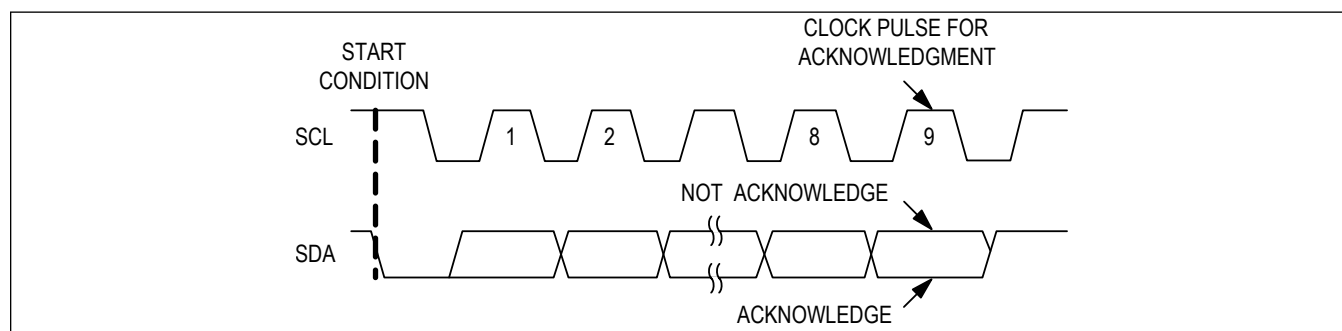 CLOCK PULSE FOR
ACKNOWLEDGMENT
START
CONDITION
SCL
1
2
8
9
NOT ACKNOWLEDGE
SDA
ACKNOWLEDGE